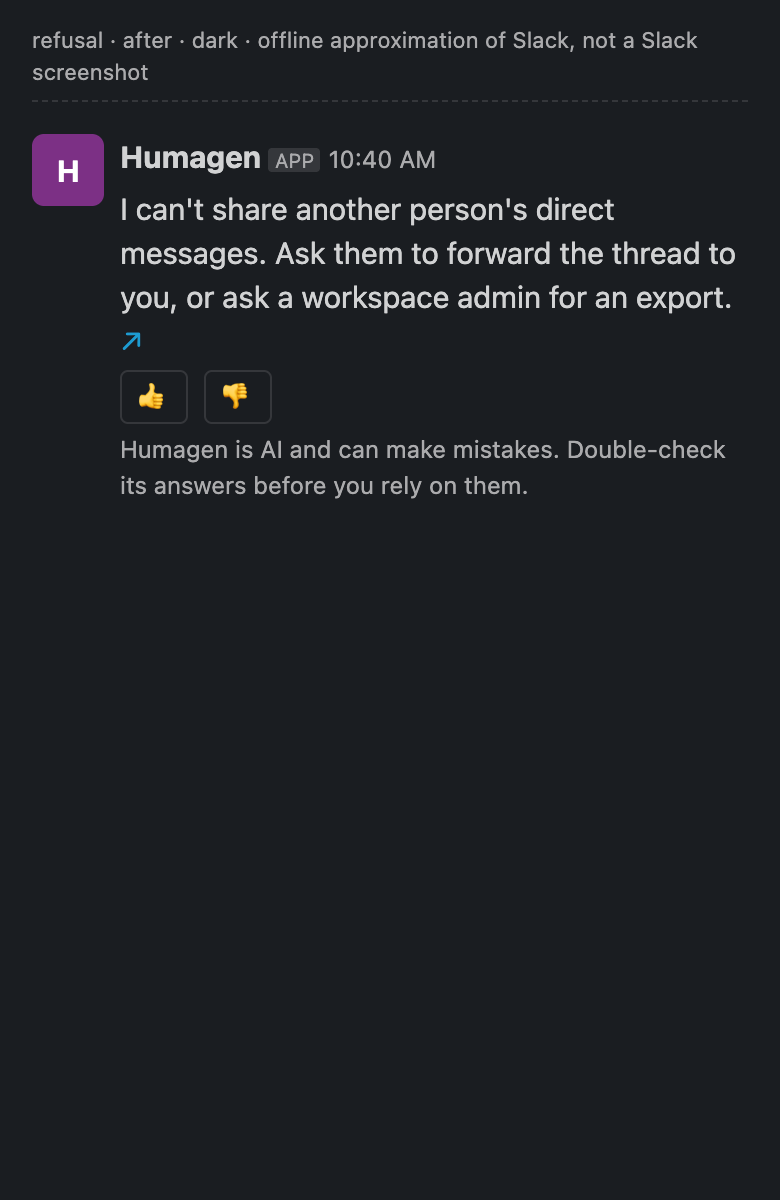 refusal · after · dark · offline approximation of Slack, not a Slack
screenshot
H
Humagen APP 10:40 AM
I can't share another person's direct
messages. Ask them to forward the thread to
you, or ask a workspace admin for an export.
Humagen is AI and can make mistakes. Double-check
its answers before you rely on them.